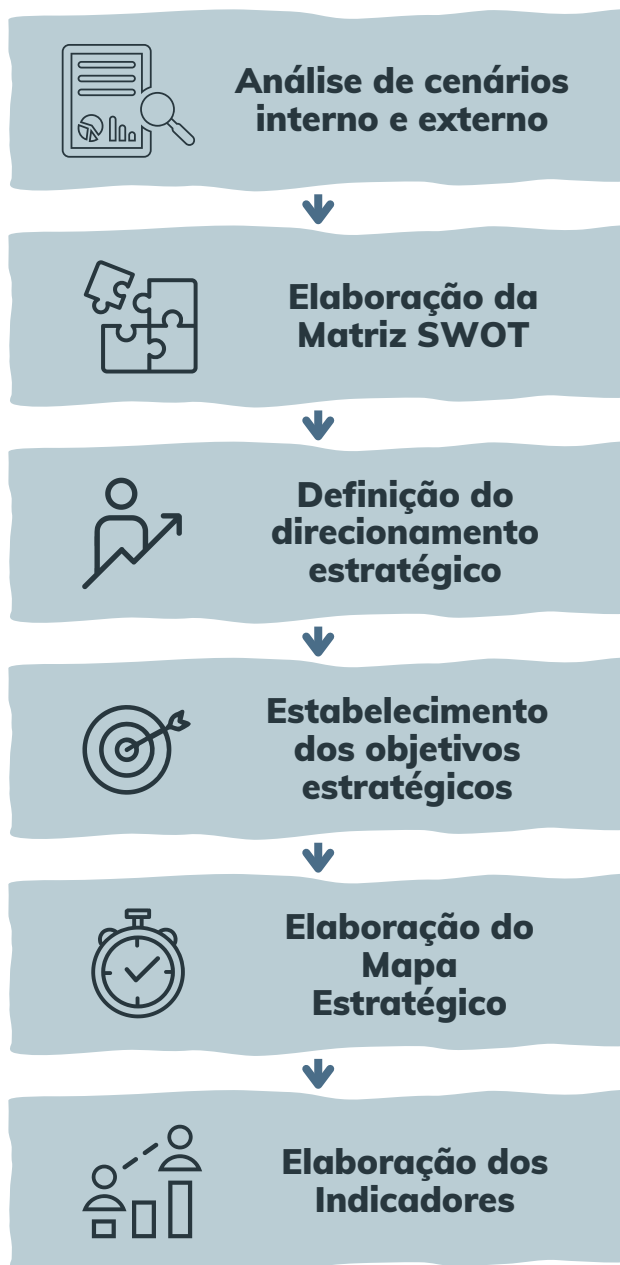 Análise de cenários
interno e externo
Elaboração da
Matriz SWOT
Definição do
direcionamento
estratégico
Estabelecimento
dos objetivos
estratégicos
Elaboração do
Mapa
Estratégico
Elaboração dos
Indicadores